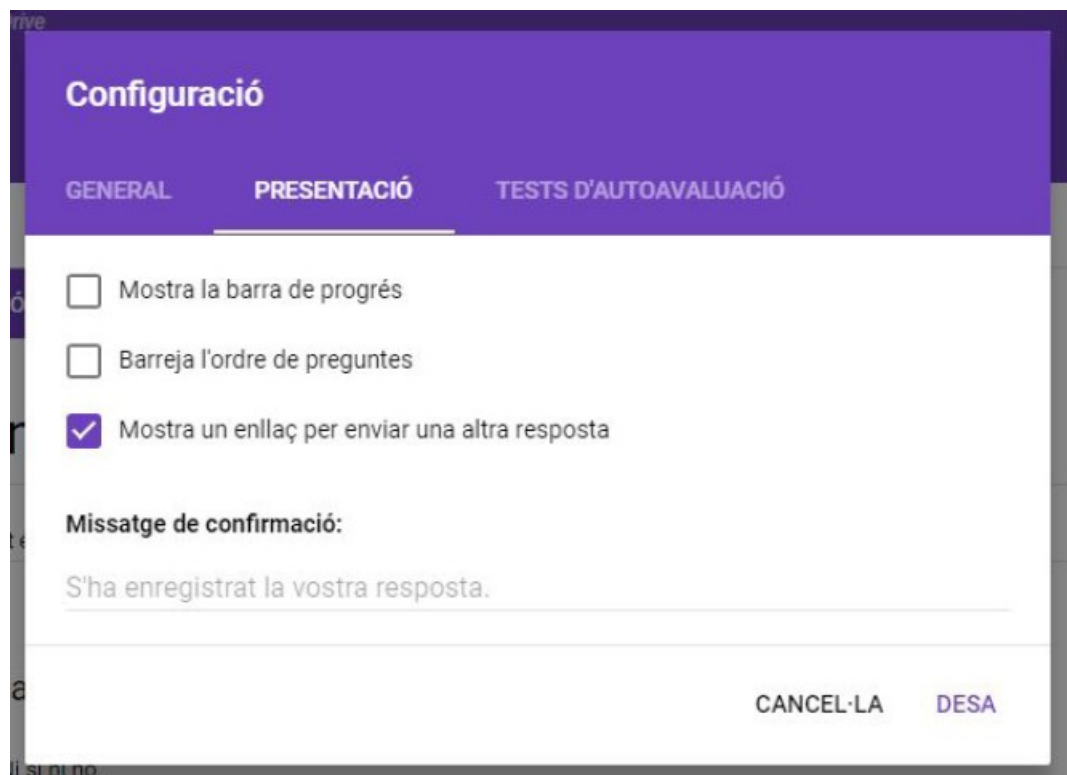 rive
Configuració
GENERAL PRESENTACIÓ TESTS D'AUTOAVALUACIÓ
Mostra la barra de progrés
ó
Barreja l'ordre de preguntes
Mostra un enllaç per enviar una altra resposta
Missatge de confirmació:
S'ha enregistrat la vostra resposta.
CANCEL·LA DESA